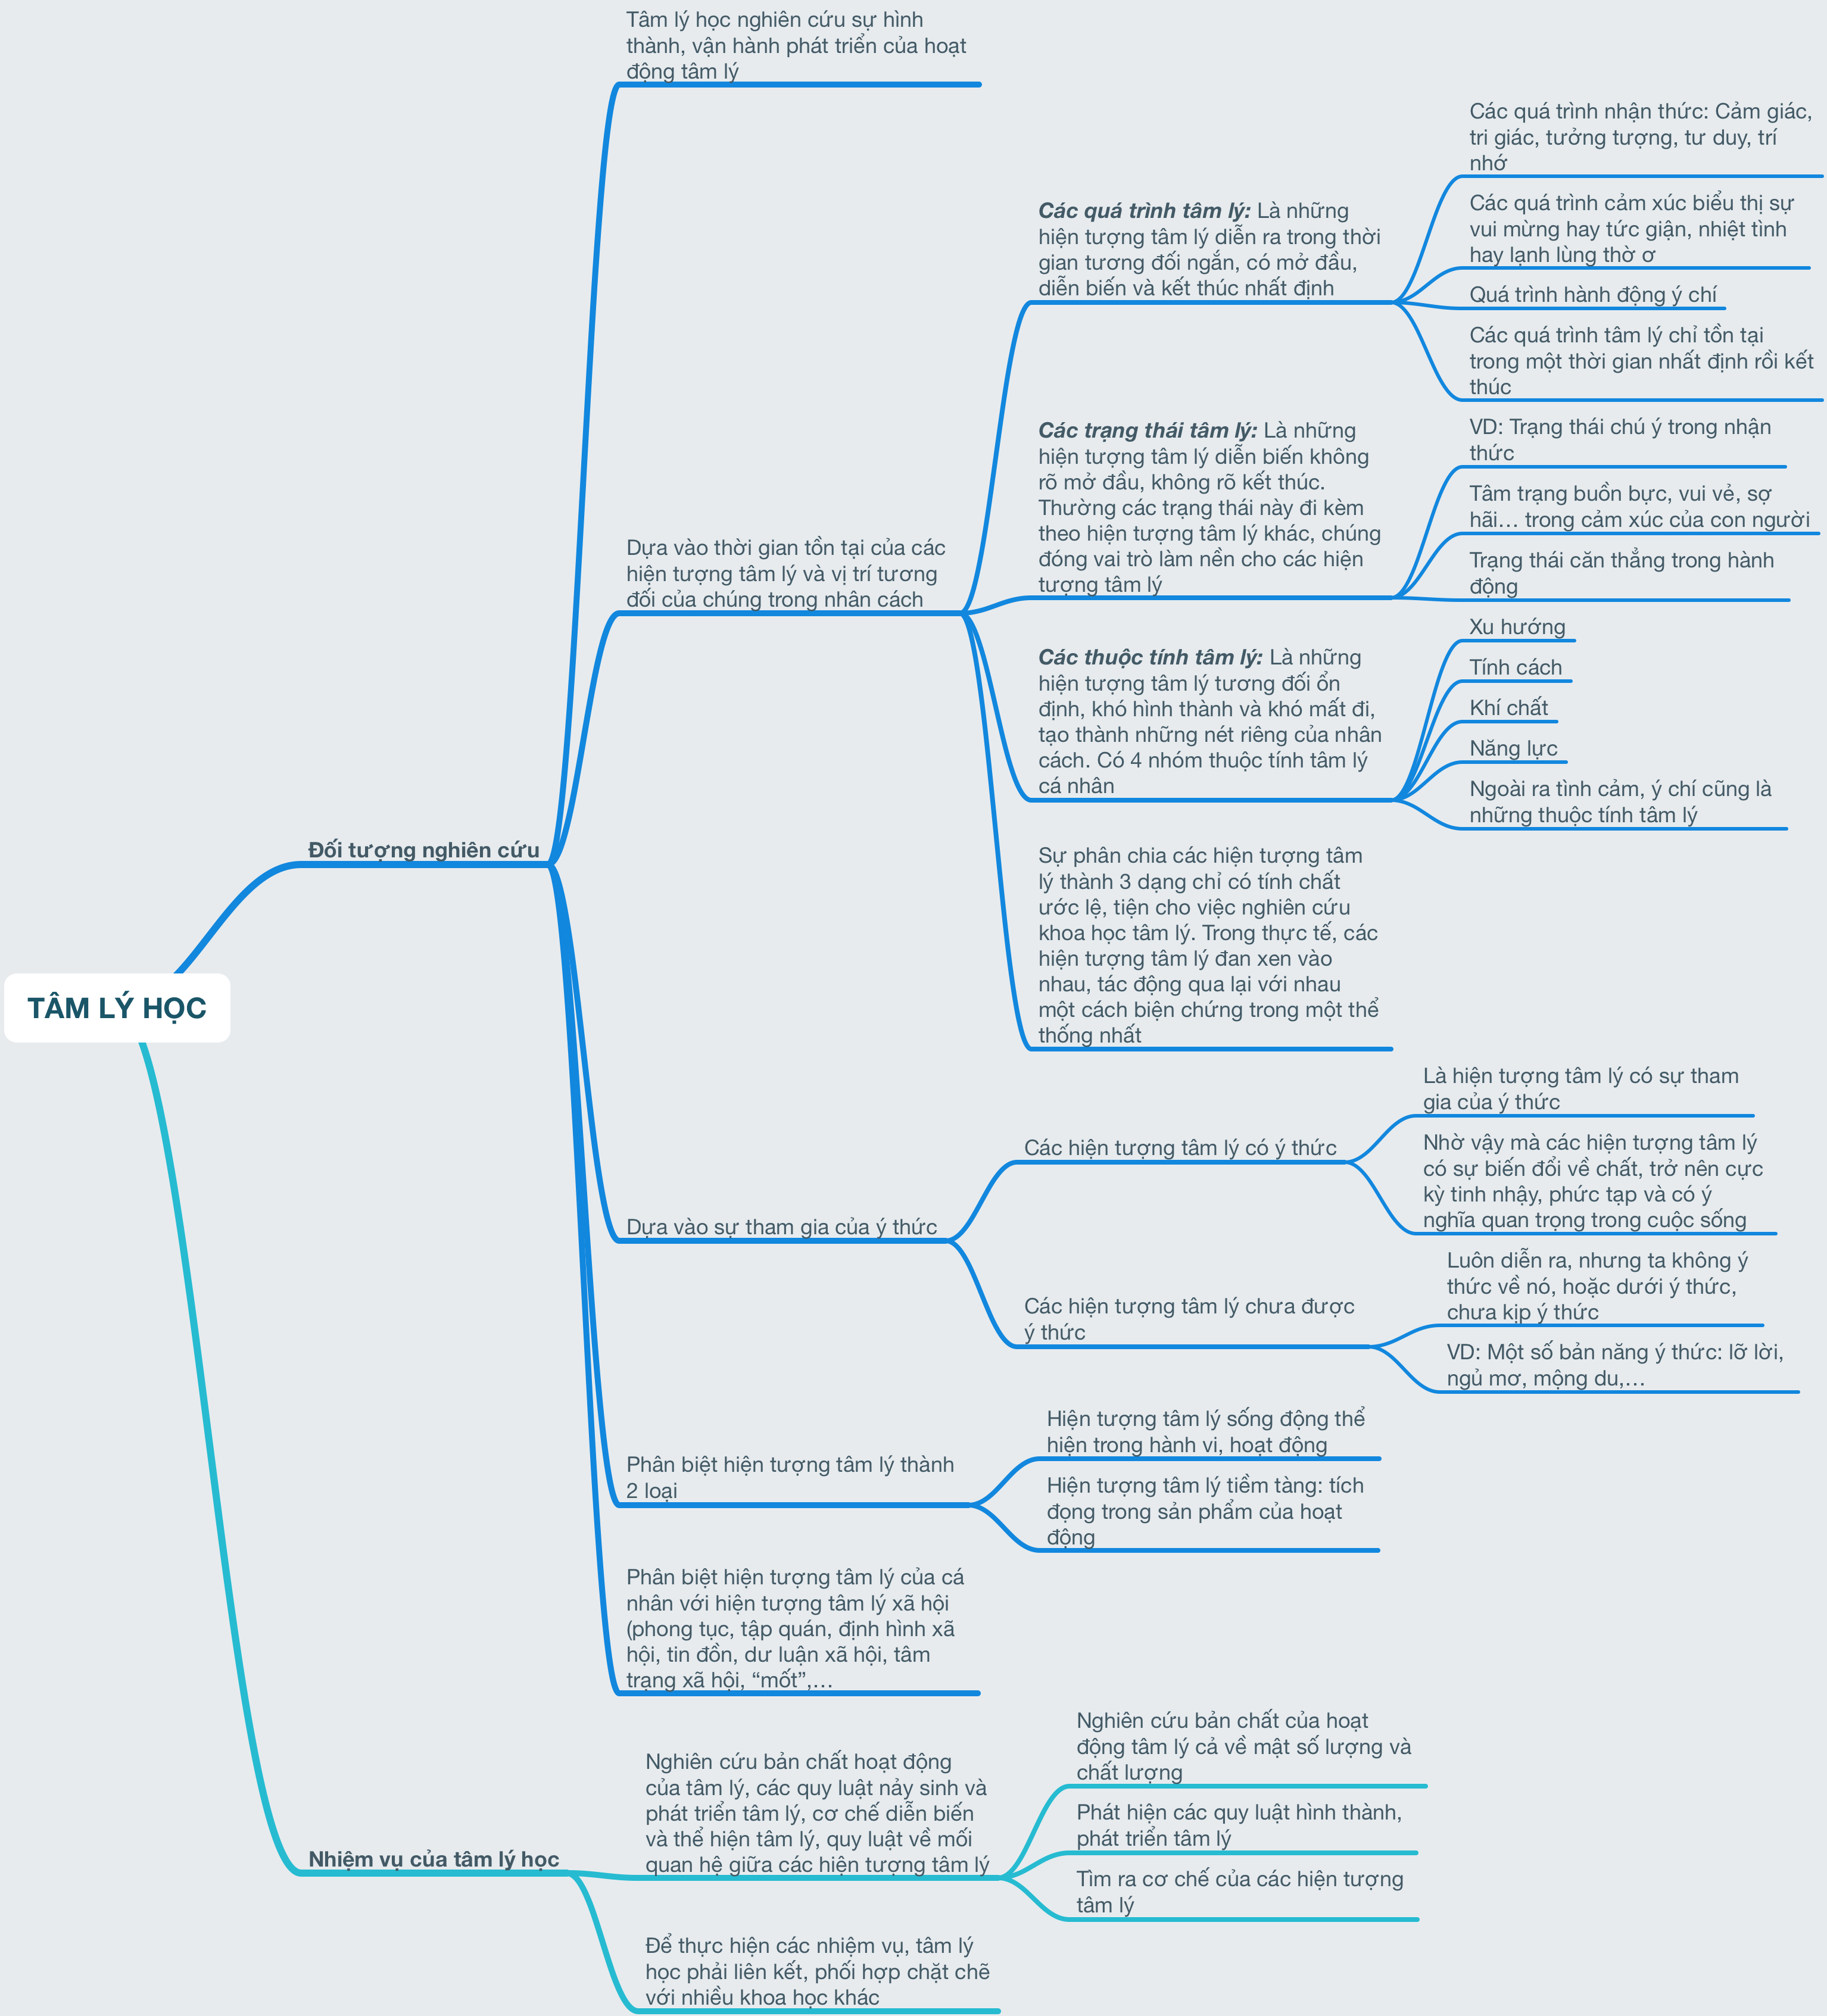 TÂM LÝ HỌC
Đối tượng nghiên cứu
Tâm lý học nghiên cứu sự hình
thành, vận hành phát triển của hoạt
động tâm lý
Dựa vào thời gian tồn tại của các
hiện tượng tâm lý và vị trí tương
đối của chúng trong nhân cách
Các quá trình tâm lý: Là những
hiện tượng tâm lý diễn ra trong thời
gian tương đối ngắn, có mở đầu,
diễn biến và kết thúc nhất định
Các quá trình nhận thức: Cảm giác,
tri giác, tưởng tượng, tư duy, trí
nhớ
Các quá trình cảm xúc biểu thị sự
vui mừng hay tức giận, nhiệt tình
hay lạnh lùng thờ ơ
Quá trình hành động ý chí
Các quá trình tâm lý chỉ tồn tại
trong một thời gian nhất định rồi kết
thúc
Các trạng thái tâm lý: Là những
hiện tượng tâm lý diễn biến không
rõ mở đầu, không rõ kết thúc.
Thường các trạng thái này đi kèm
theo hiện tượng tâm lý khác, chúng
đóng vai trò làm nền cho các hiện
tượng tâm lý
VD: Trạng thái chú ý trong nhận
thức
Tâm trạng buồn bực, vui vẻ, sợ
hãi… trong cảm xúc của con người
Trạng thái căn thẳng trong hành
động
Các thuộc tính tâm lý: Là những
hiện tượng tâm lý tương đối ổn
định, khó hình thành và khó mất đi,
tạo thành những nét riêng của nhân
cách. Có 4 nhóm thuộc tính tâm lý
cá nhân
Xu hướng
Tính cách
Khí chất
Năng lực
Ngoài ra tình cảm, ý chí cũng là
những thuộc tính tâm lý
Sự phân chia các hiện tượng tâm
lý thành 3 dạng chỉ có tính chất
ước lệ, tiện cho việc nghiên cứu
khoa học tâm lý. Trong thực tế, các
hiện tượng tâm lý đan xen vào
nhau, tác động qua lại với nhau
một cách biện chứng trong một thể
thống nhất
Dựa vào sự tham gia của ý thức
Các hiện tượng tâm lý có ý thức
Là hiện tượng tâm lý có sự tham
gia của ý thức
Nhờ vậy mà các hiện tượng tâm lý
có sự biến đổi về chất, trở nên cực
kỳ tinh nhậy, phức tạp và có ý
nghĩa quan trọng trong cuộc sống
Các hiện tượng tâm lý chưa được
ý thức
Luôn diễn ra, nhưng ta không ý
thức về nó, hoặc dưới ý thức,
chưa kịp ý thức
VD: Một số bản năng ý thức: lỡ lời,
ngủ mơ, mộng du,…
Phân biệt hiện tượng tâm lý thành
2 loại
Hiện tượng tâm lý sống động thể
hiện trong hành vi, hoạt động
Hiện tượng tâm lý tiềm tàng: tích
đọng trong sản phẩm của hoạt
động
Phân biệt hiện tượng tâm lý của cá
nhân với hiện tượng tâm lý xã hội
(phong tục, tập quán, định hình xã
hội, tin đồn, dư luận xã hội, tâm
trạng xã hội, “mốt”,…
Nhiệm vụ của tâm lý học
Nghiên cứu bản chất hoạt động
của tâm lý, các quy luật nảy sinh và
phát triển tâm lý, cơ chế diễn biến
và thể hiện tâm lý, quy luật về mối
quan hệ giữa các hiện tượng tâm lý
Nghiên cứu bản chất của hoạt
động tâm lý cả về mật số lượng và
chất lượng
Phát hiện các quy luật hình thành,
phát triển tâm lý
Tìm ra cơ chế của các hiện tượng
tâm lý
Để thực hiện các nhiệm vụ, tâm lý
học phải liên kết, phối hợp chặt chẽ
với nhiều khoa học khác